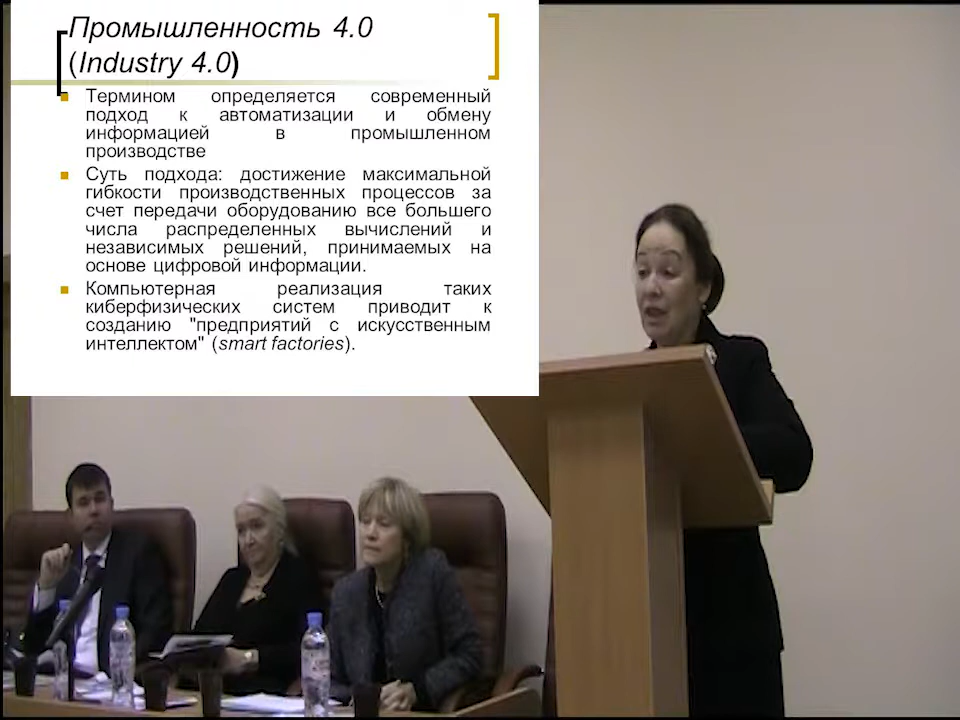 Промышленность 4.0
(Industry 4.0)
Термином определяется современный
подход к автоматизации и обмену
информацией в промышленном
производстве
Суть подхода: достижение максимальной
гибкости производственных процессов за
счет передачи оборудованию все большего
числа распределенных вычислений и
независимых решений, принимаемых на
основе цифровой информации.
Компьютерная реализация таких
киберфизических систем приводит к
созданию "предприятий с искусственным
интеллектом" (smart factories).